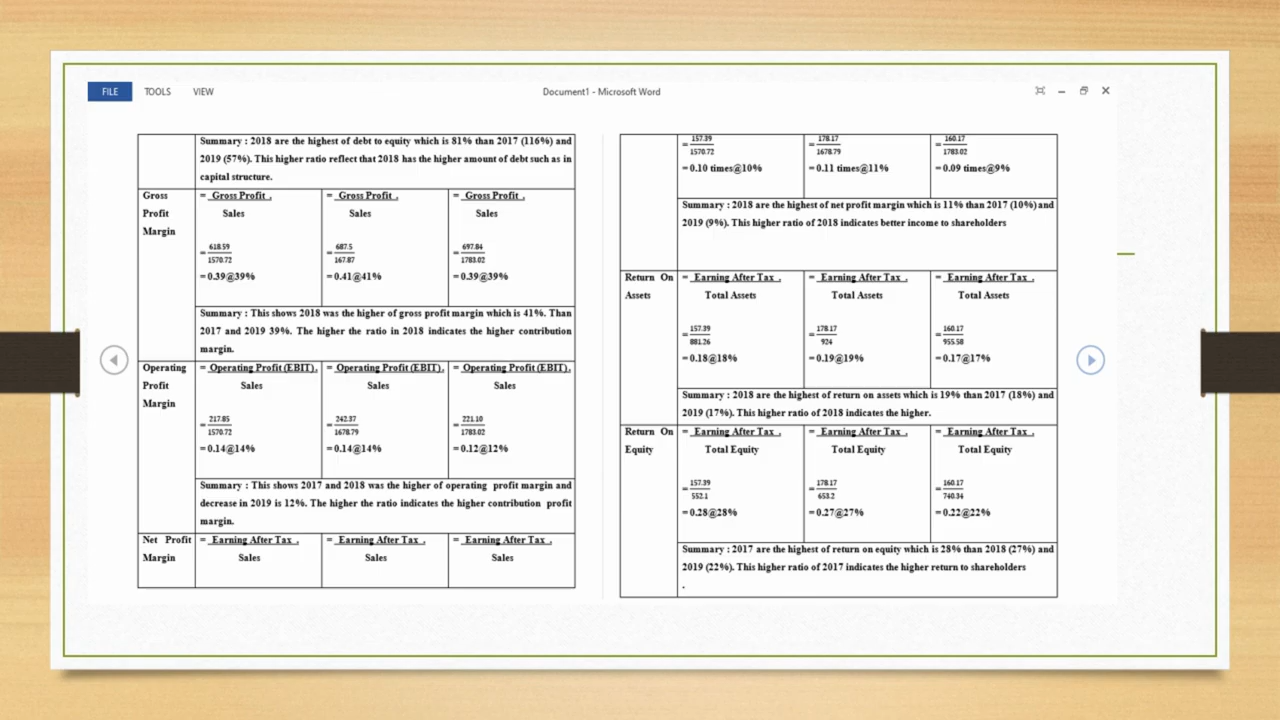 FILE TOOLS VIEW Document1 - Microsoft Word
Summary : 2018 are the highest of debt to equity which is 81% than 2017 (116%) and
2019 (57%). This higher ratio reflect that 2018 has the higher amount of debt such as in
capital structure.
Gross = Gross Profit . = Gross Profit . = Gross Profit .
Profit Sales Sales Sales
Margin
= 618.59 / 1570.72 = 687.5 / 167.87 = 697.84 / 1783.02
= 0.39@39% = 0.41@41% = 0.39@39%
Summary : This shows 2018 was the higher of gross profit margin which is 41%. Than
2017 and 2019 39%. The higher the ratio in 2018 indicates the higher contribution
margin.
Operating = Operating Profit (EBIT). = Operating Profit (EBIT). = Operating Profit (EBIT).
Profit Sales Sales Sales
Margin
= 217.85 / 1570.72 = 242.37 / 1678.79 = 221.10 / 1783.02
= 0.14@14% = 0.14@14% = 0.12@12%
Summary : This shows 2017 and 2018 was the higher of operating profit margin and
decrease in 2019 is 12%. The higher the ratio indicates the higher contribution profit
margin.
Net Profit = Earning After Tax . = Earning After Tax . = Earning After Tax .
Margin Sales Sales Sales
= 157.39 / 1570.72 = 178.17 / 1678.79 = 160.17 / 1783.02
= 0.10 times@10% = 0.11 times@11% = 0.09 times@9%
Summary : 2018 are the highest of net profit margin which is 11% than 2017 (10%) and
2019 (9%). This higher ratio of 2018 indicates better income to shareholders
Return On = Earning After Tax . = Earning After Tax . = Earning After Tax .
Assets Total Assets Total Assets Total Assets
= 157.39 / 881.26 = 178.17 / 924 = 160.17 / 955.58
= 0.18@18% = 0.19@19% = 0.17@17%
Summary : 2018 are the highest of return on assets which is 19% than 2017 (18%) and
2019 (17%). This higher ratio of 2018 indicates the higher.
Return On = Earning After Tax . = Earning After Tax . = Earning After Tax .
Equity Total Equity Total Equity Total Equity
= 157.39 / 552.1 = 178.17 / 653.2 = 160.17 / 740.34
= 0.28@28% = 0.27@27% = 0.22@22%
Summary : 2017 are the highest of return on equity which is 28% than 2018 (27%) and
2019 (22%). This higher ratio of 2017 indicates the higher return to shareholders
.